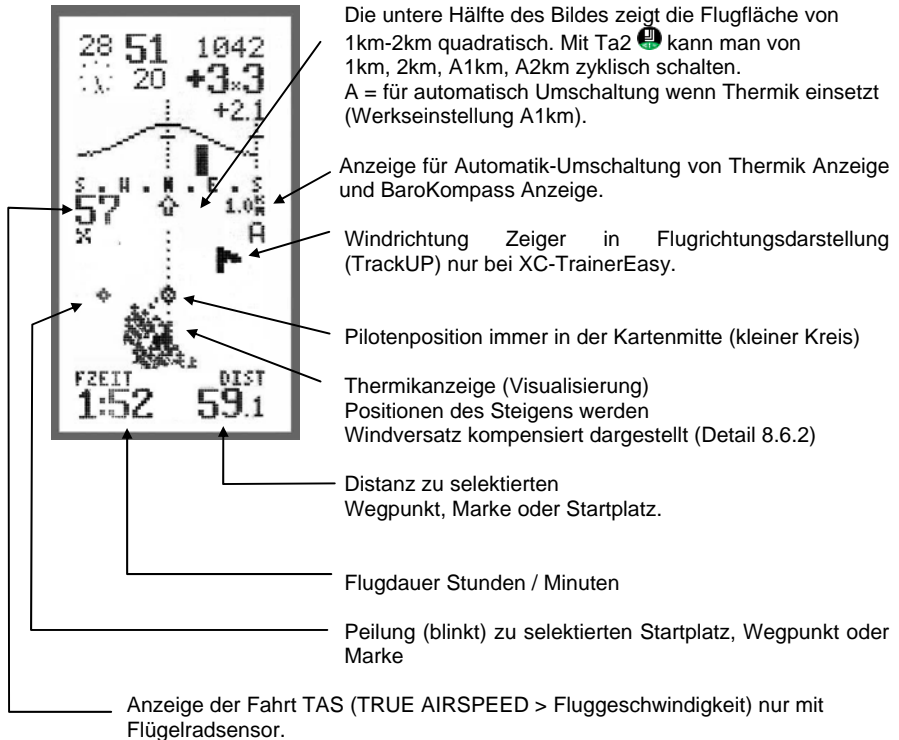 28 51 1042
20 +3.3
+2.1
S . W . N . E . S
57 1.0 KM
A
FZEIT DIST
1:52 59.1
Die untere Hälfte des Bildes zeigt die Flugfläche von
1km-2km quadratisch. Mit Ta2 kann man von
1km, 2km, A1km, A2km zyklisch schalten.
A = für automatisch Umschaltung wenn Thermik einsetzt
(Werkseinstellung A1km).
Anzeige für Automatik-Umschaltung von Thermik Anzeige
und BaroKompass Anzeige.
Windrichtung Zeiger in Flugrichtungsdarstellung
(TrackUP) nur bei XC-TrainerEasy.
Pilotenposition immer in der Kartenmitte (kleiner Kreis)
Thermikanzeige (Visualisierung)
Positionen des Steigens werden
Windversatz kompensiert dargestellt (Detail 8.6.2)
Distanz zu selektierten
Wegpunkt, Marke oder Startplatz.
Flugdauer Stunden / Minuten
Peilung (blinkt) zu selektierten Startplatz, Wegpunkt oder
Marke
Anzeige der Fahrt TAS (TRUE AIRSPEED > Fluggeschwindigkeit) nur mit
Flügelradsensor.